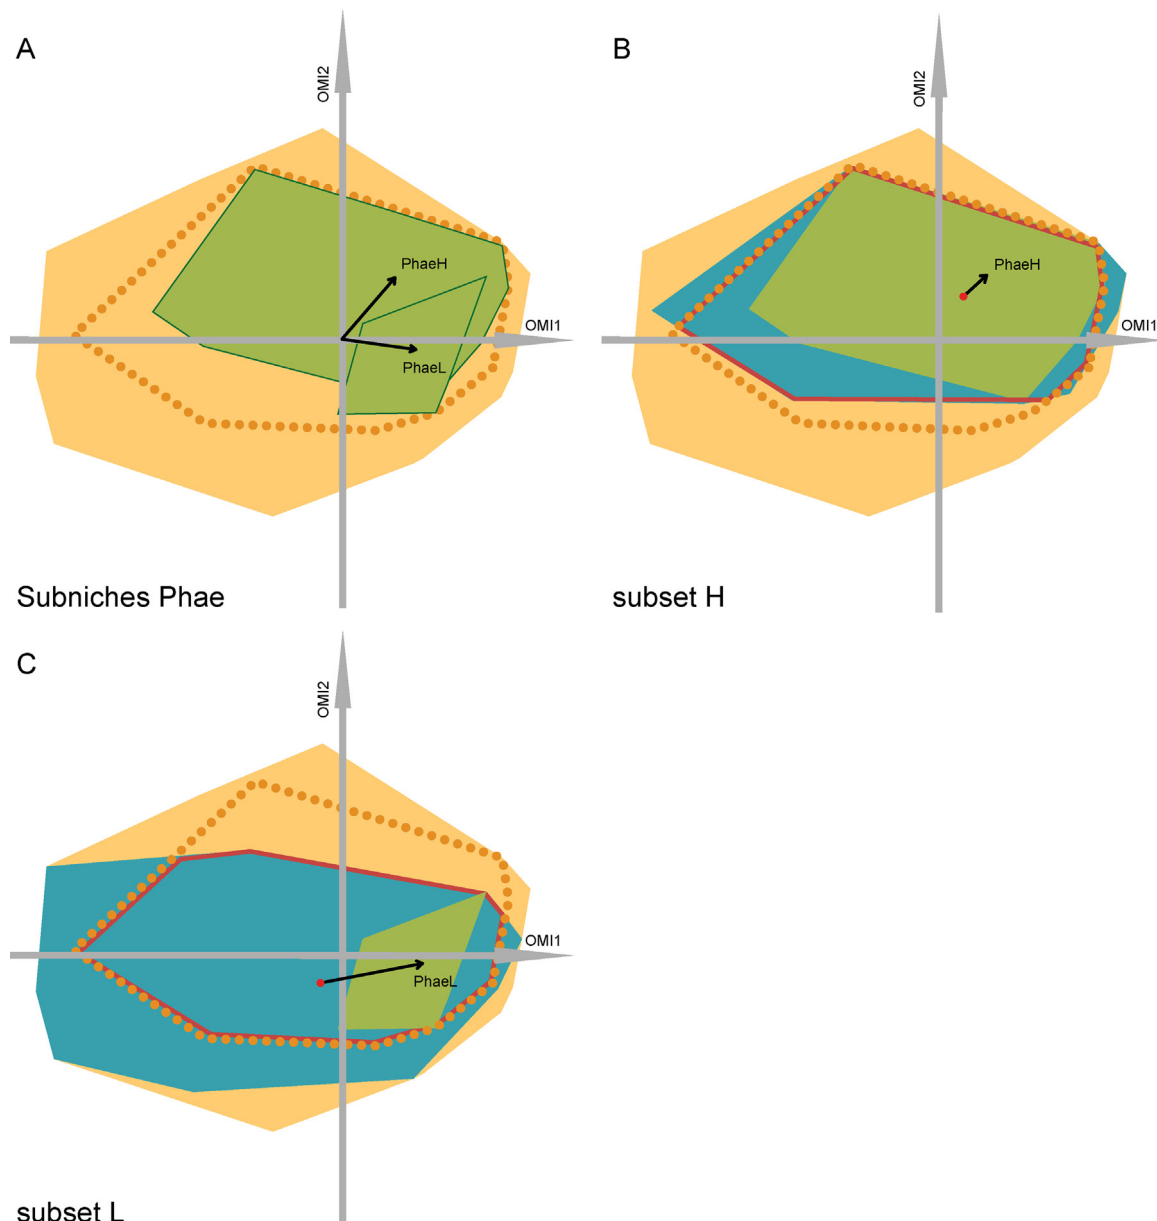 A
OMI2
PhaeH
OMI1
PhaeL
Subniches Phae
B
OMI2
PhaeH
OMI1
subset H
C
OMI2
OMI1
PhaeL
subset L